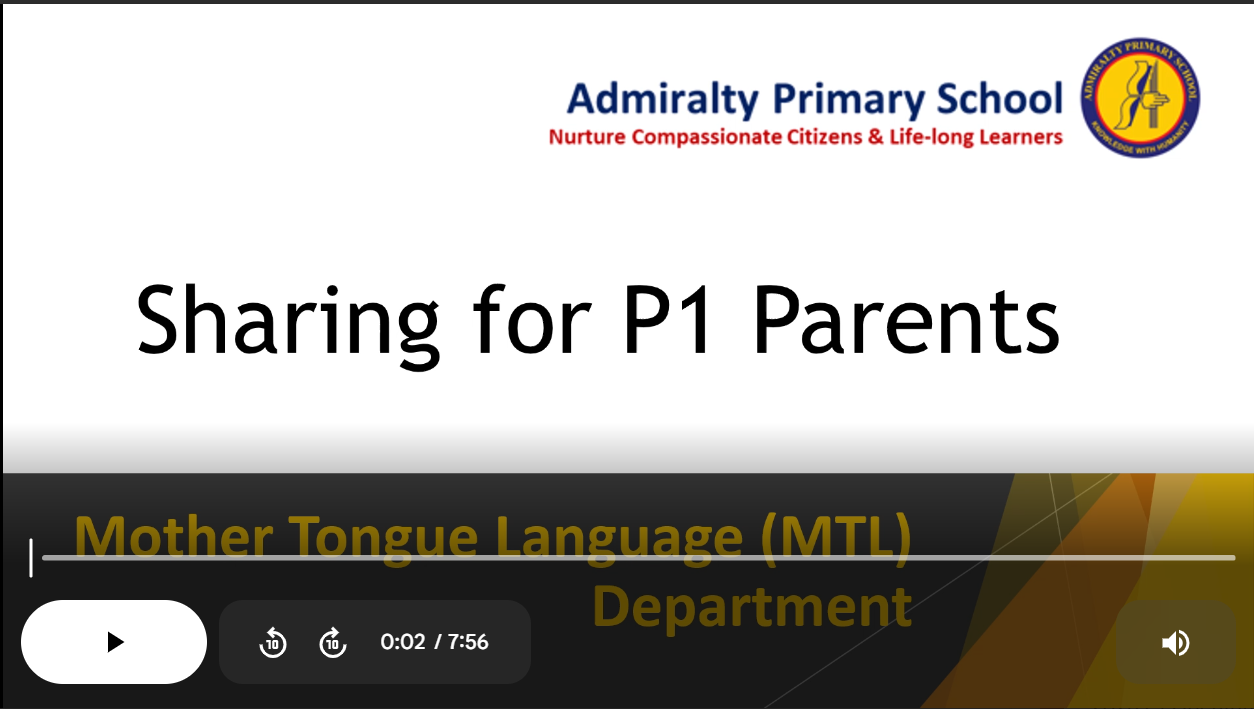 Admiralty Primary School
Nurture Compassionate Citizens & Life-long Learners
ADMIRALTY PRIMARY SCHOOL
KNOWLEDGE WITH HUMANITY
Sharing for P1 Parents
Mother Tongue Language (MTL)
Department
10 10 0:02 / 7:56